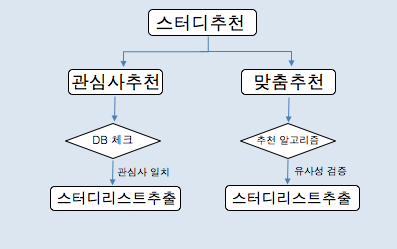 스터디추천
관심사추천
맞춤추천
DB 체크
추천 알고리즘
관심사 일치
유사성 검증
스터디리스트추출
스터디리스트추출